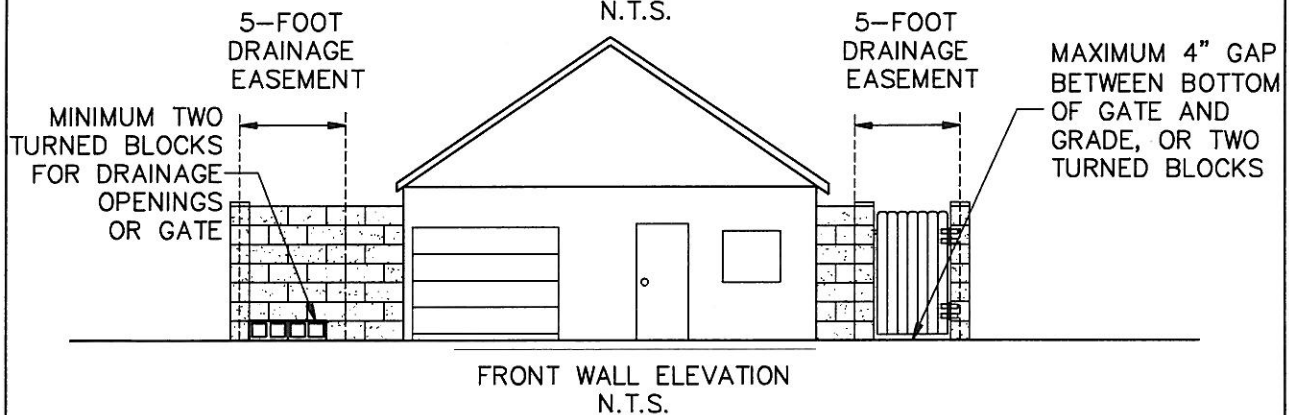 N.T.S.
5-FOOT
DRAINAGE
EASEMENT
5-FOOT
DRAINAGE
EASEMENT
MAXIMUM 4" GAP
BETWEEN BOTTOM
OF GATE AND
GRADE, OR TWO
TURNED BLOCKS
MINIMUM TWO
TURNED BLOCKS
FOR DRAINAGE
OPENINGS
OR GATE
FRONT WALL ELEVATION
N.T.S.